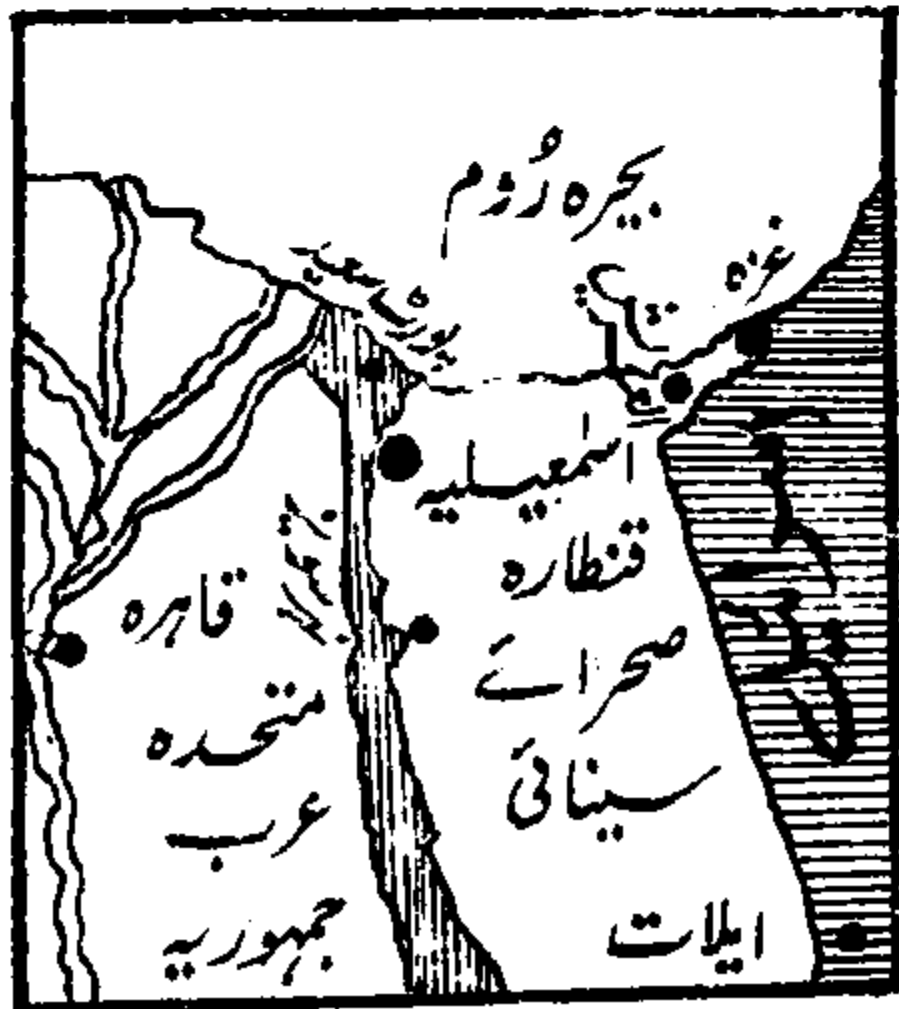 بحیرہ رُوم
غزہ
پورٹ سعید
اسمٰعیلیہ
قنطارہ
صحرائے
سینائی
ایلات
قاہرہ
متحدہ
عرب
جمہوریہ